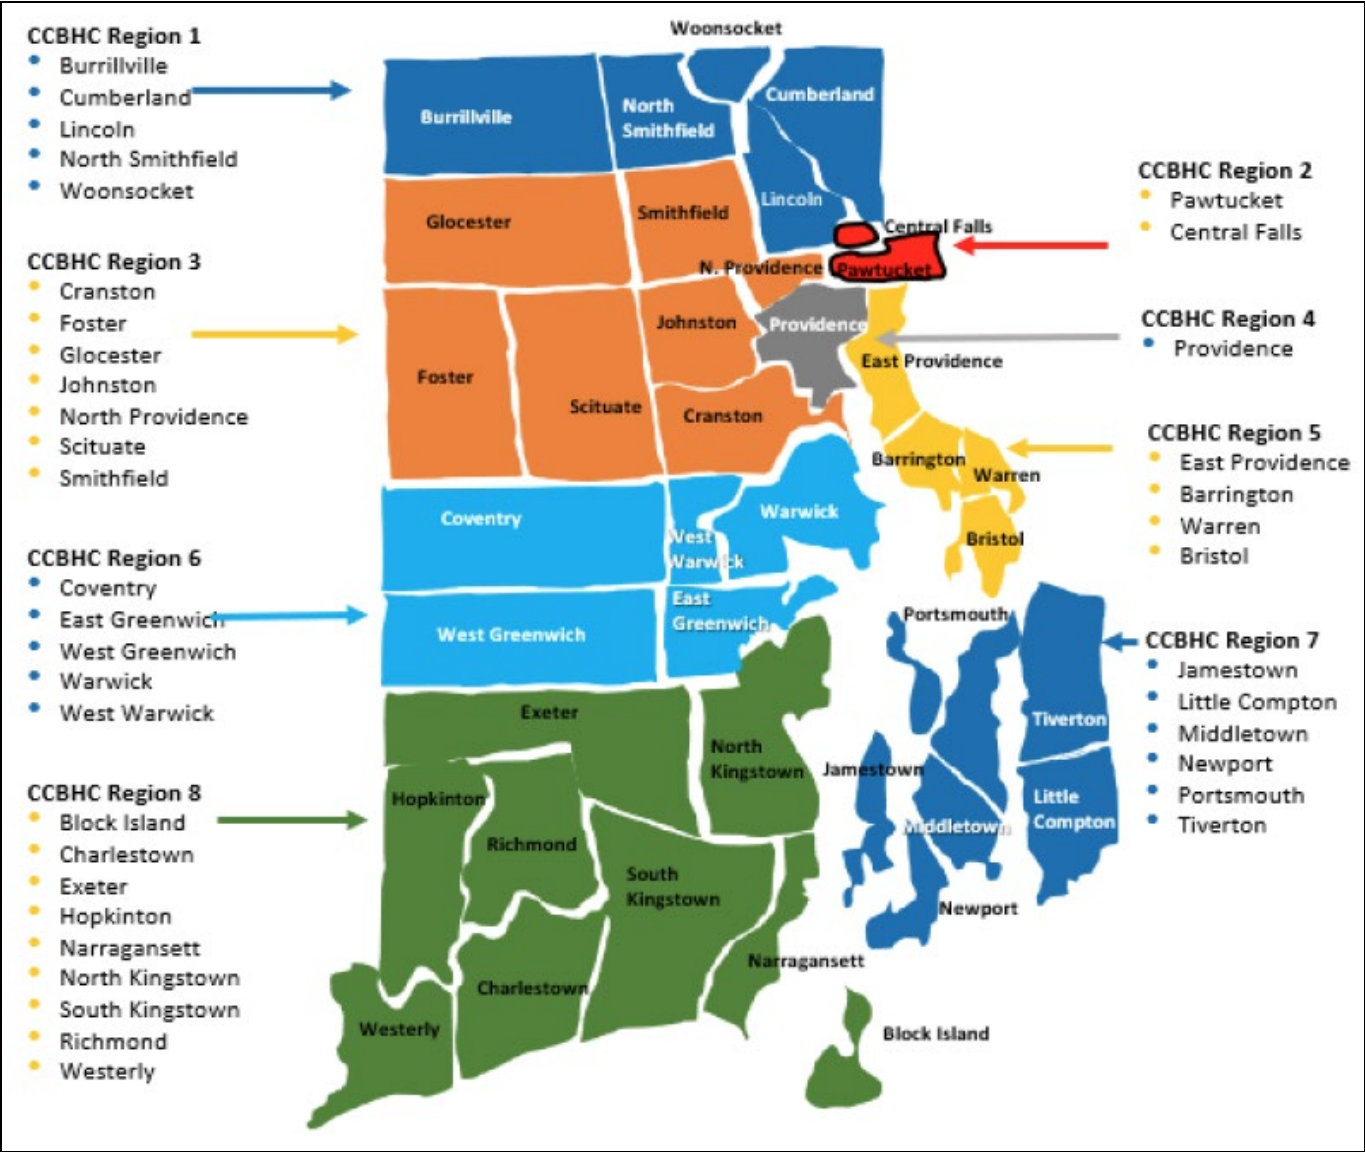 CCBHC Region 1
Burrillville
Cumberland
Lincoln
North Smithfield
Woonsocket
CCBHC Region 3
Cranston
Foster
Glocester
Johnston
North Providence
Scituate
Smithfield
CCBHC Region 6
Coventry
East Greenwich
West Greenwich
Warwick
West Warwick
CCBHC Region 8
Block Island
Charlestown
Exeter
Hopkinton
Narragansett
North Kingstown
South Kingstown
Richmond
Westerly
Woonsocket
Burrillville
North
Smithfield
Cumberland
Lincoln
Glocester
Smithfield
Central Falls
N. Providence
Pawtucket
Johnston
Providence
East Providence
Foster
Scituate
Cranston
Barrington
Warren
Bristol
Coventry
West
Warwick
Warwick
West Greenwich
East
Greenwich
Portsmouth
Exeter
North
Kingstown
Tiverton
Jamestown
Hopkinton
Richmond
Middletown
Little
Compton
South
Kingstown
Newport
Narragansett
Charlestown
Westerly
Block Island
CCBHC Region 2
Pawtucket
Central Falls
CCBHC Region 4
Providence
CCBHC Region 5
East Providence
Barrington
Warren
Bristol
CCBHC Region 7
Jamestown
Little Compton
Middletown
Newport
Portsmouth
Tiverton